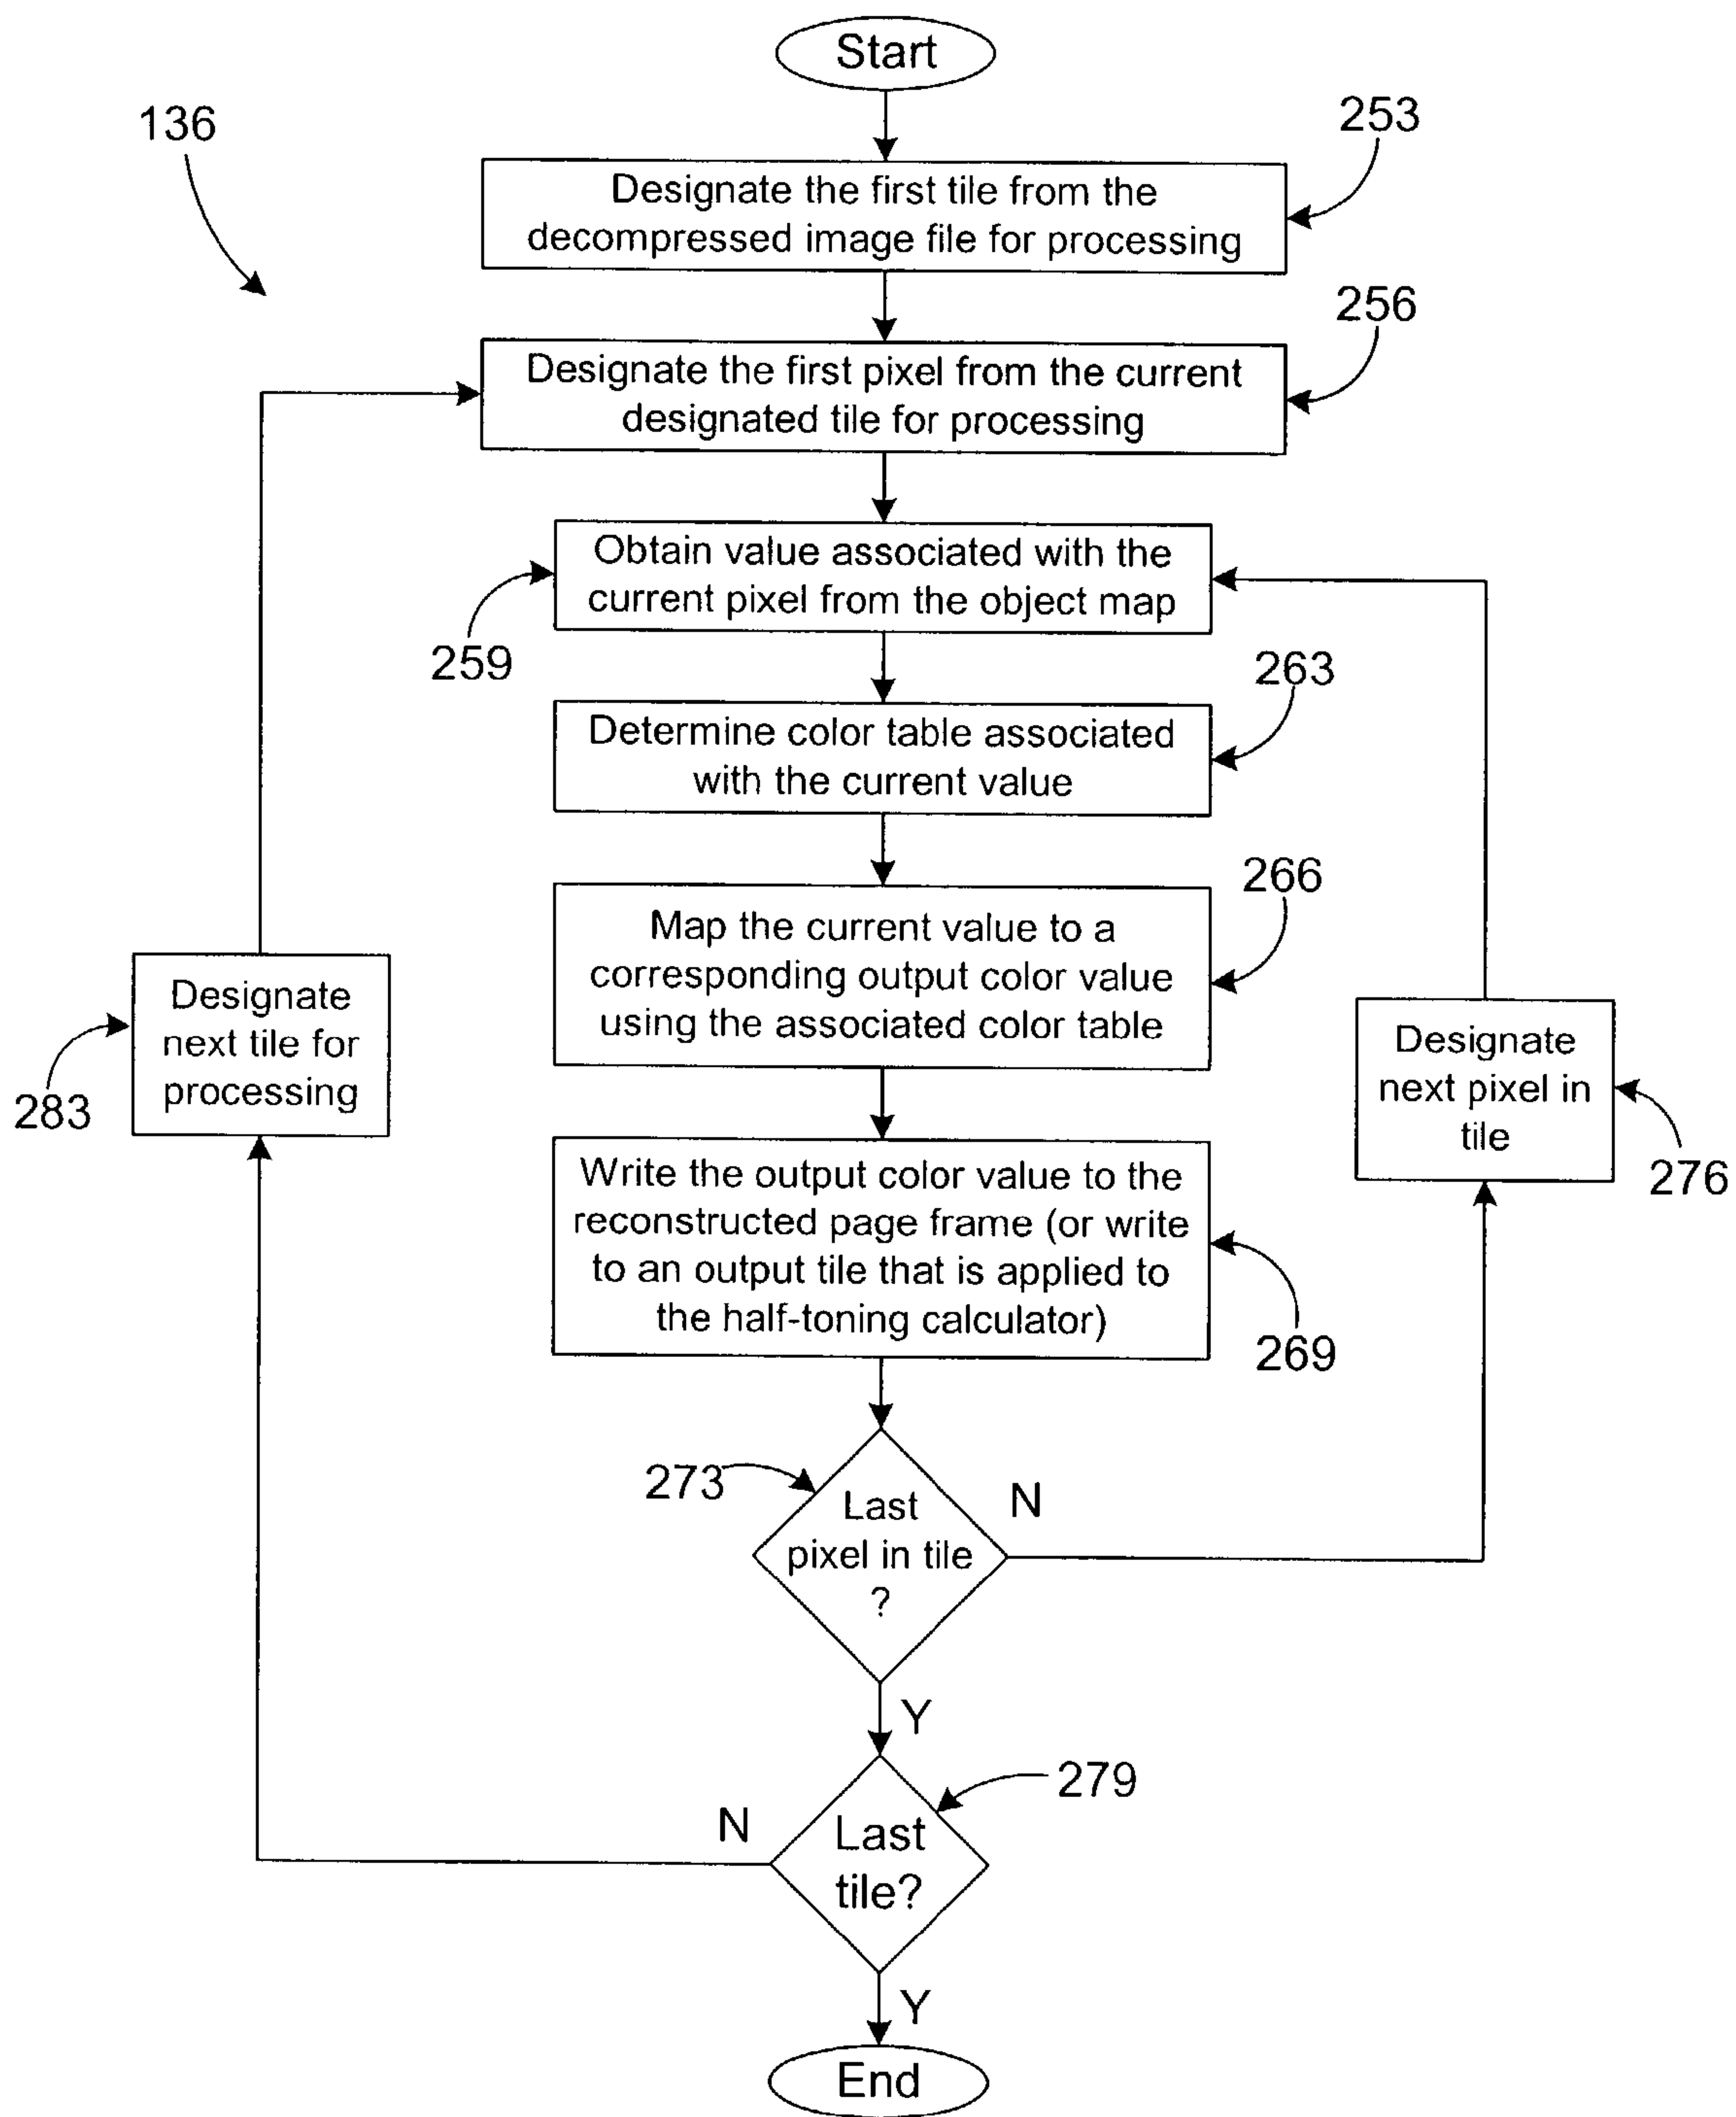 Start
136
253
Designate the first tile from the
decompressed image file for processing
256
Designate the first pixel from the current
designated tile for processing
Obtain value associated with the
current pixel from the object map
259
263
Determine color table associated
with the current value
266
Map the current value to a
corresponding output color value
using the associated color table
Designate
next tile for
processing
283
Designate
next pixel in
tile
276
Write the output color value to the
reconstructed page frame (or write
to an output tile that is applied to
the half-toning calculator)
269
273
Last
pixel in tile
?
N
Y
279
N
Last
tile?
Y
End